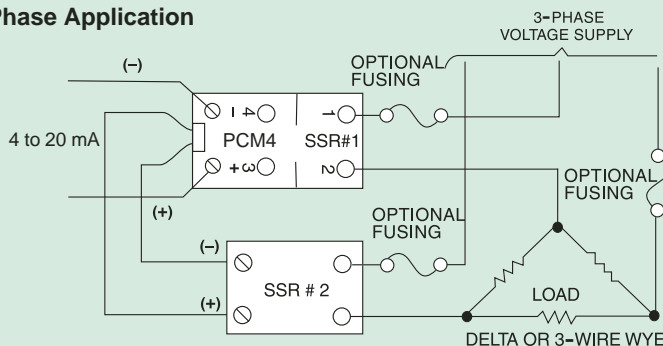 Phase Application
3-PHASE
VOLTAGE SUPPLY
(-)
OPTIONAL
FUSING
4 to 20 mA
- 4
PCM4
+ 3
1
SSR#1
2
OPTIONAL
FUSING
(+)
OPTIONAL
FUSING
(-)
SSR # 2
(+)
LOAD
DELTA OR 3-WIRE WYE